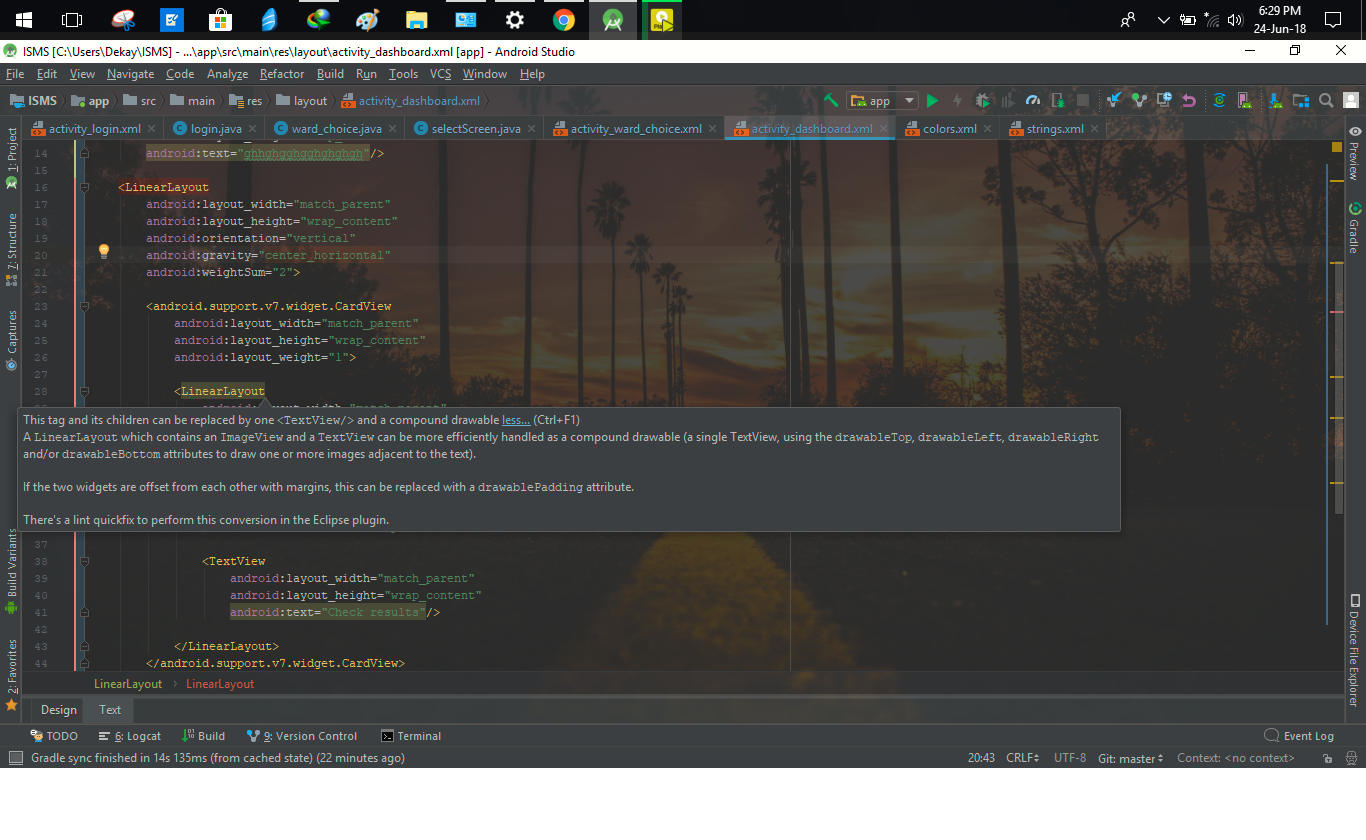 6:29 PM
24-Jun-18
ISMS [C:\Users\Dekay\ISMS] - ...\app\src\main\res\layout\activity_dashboard.xml [app] - Android Studio
File Edit View Navigate Code Analyze Refactor Build Run Tools VCS Window Help
ISMS app src main res layout activity_dashboard.xml app
activity_login.xml login.java ward_choice.java selectScreen.java activity_ward_choice.xml activity_dashboard.xml colors.xml strings.xml
1: Project
7: Structure
Captures
Build Variants
2: Favorites
14 android:text="ghhghgghgghghghgh"/>
15
16 <LinearLayout
17 android:layout_width="match_parent"
18 android:layout_height="wrap_content"
19 android:orientation="vertical"
20 android:gravity="center_horizontal"
21 android:weightSum="2">
22
23 <android.support.v7.widget.CardView
24 android:layout_width="match_parent"
25 android:layout_height="wrap_content"
26 android:layout_weight="1">
27
28 <LinearLayout
This tag and its children can be replaced by one <TextView/> and a compound drawable less... (Ctrl+F1)
A LinearLayout which contains an ImageView and a TextView can be more efficiently handled as a compound drawable (a single TextView, using the drawableTop, drawableLeft, drawableRight
and/or drawableBottom attributes to draw one or more images adjacent to the text).
If the two widgets are offset from each other with margins, this can be replaced with a drawablePadding attribute.
There's a lint quickfix to perform this conversion in the Eclipse plugin.
37
38 <TextView
39 android:layout_width="match_parent"
40 android:layout_height="wrap_content"
41 android:text="Check results"/>
42
43 </LinearLayout>
44 </android.support.v7.widget.CardView>
Preview
Gradle
Device File Explorer
LinearLayout LinearLayout
Design Text
TODO 6: Logcat Build 9: Version Control Terminal Event Log
Gradle sync finished in 14s 135ms (from cached state) (22 minutes ago) 20:43 CRLF UTF-8 Git: master Context: <no context>